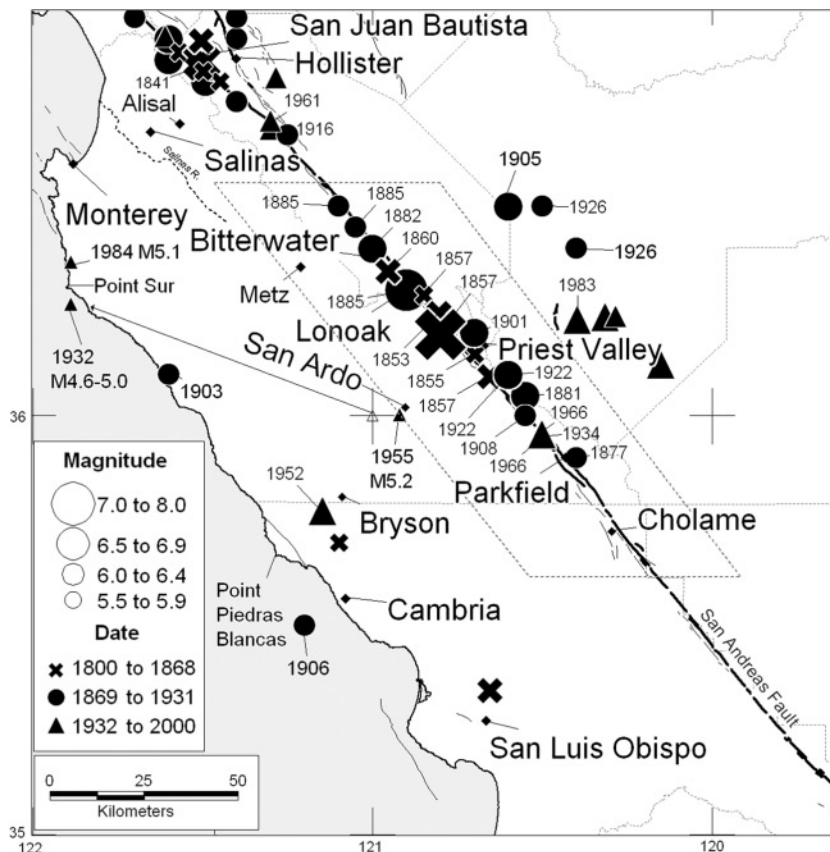 San Juan Bautista
Hollister
1841
Alisal
1961
1916
Salinas
Salinas R.
1905
1926
Monterey
1885
1885
1882
Bitterwater
1860
1926
1984 M5.1
1857
Point Sur
1857
Metz
1983
1885
1901
Lonoak
1932
M4.6-5.0
1853
Priest Valley
San Ardo
1855
1903
1922
1857
1881
36
1966
1922
1934
1908
1955
M5.2
1966
1877
Magnitude
1952
Parkfield
7.0 to 8.0
Bryson
Cholame
6.5 to 6.9
6.0 to 6.4
5.5 to 5.9
Point
Piedras
Blancas
Cambria
San Andreas Fault
Date
1800 to 1868
1906
1869 to 1931
1932 to 2000
San Luis Obispo
0 25 50
Kilometers
35
122
121
120